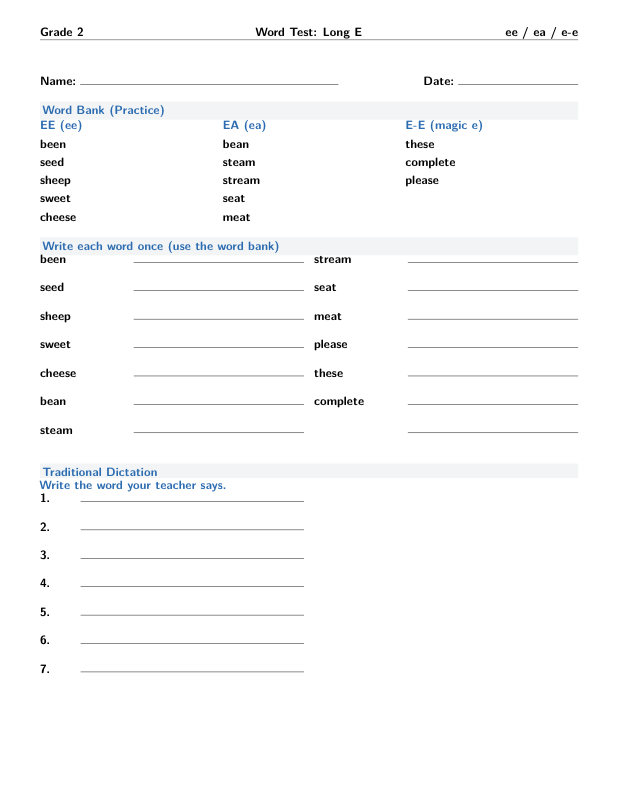 Grade 2 Word Test: Long E ee / ea / e-e
Name: Date:
Word Bank (Practice)
EE (ee) EA (ea) E-E (magic e)
been bean these
seed steam complete
sheep stream please
sweet seat
cheese meat
Write each word once (use the word bank)
been stream
seed seat
sheep meat
sweet please
cheese these
bean complete
steam
Traditional Dictation
Write the word your teacher says.
1.
2.
3.
4.
5.
6.
7.